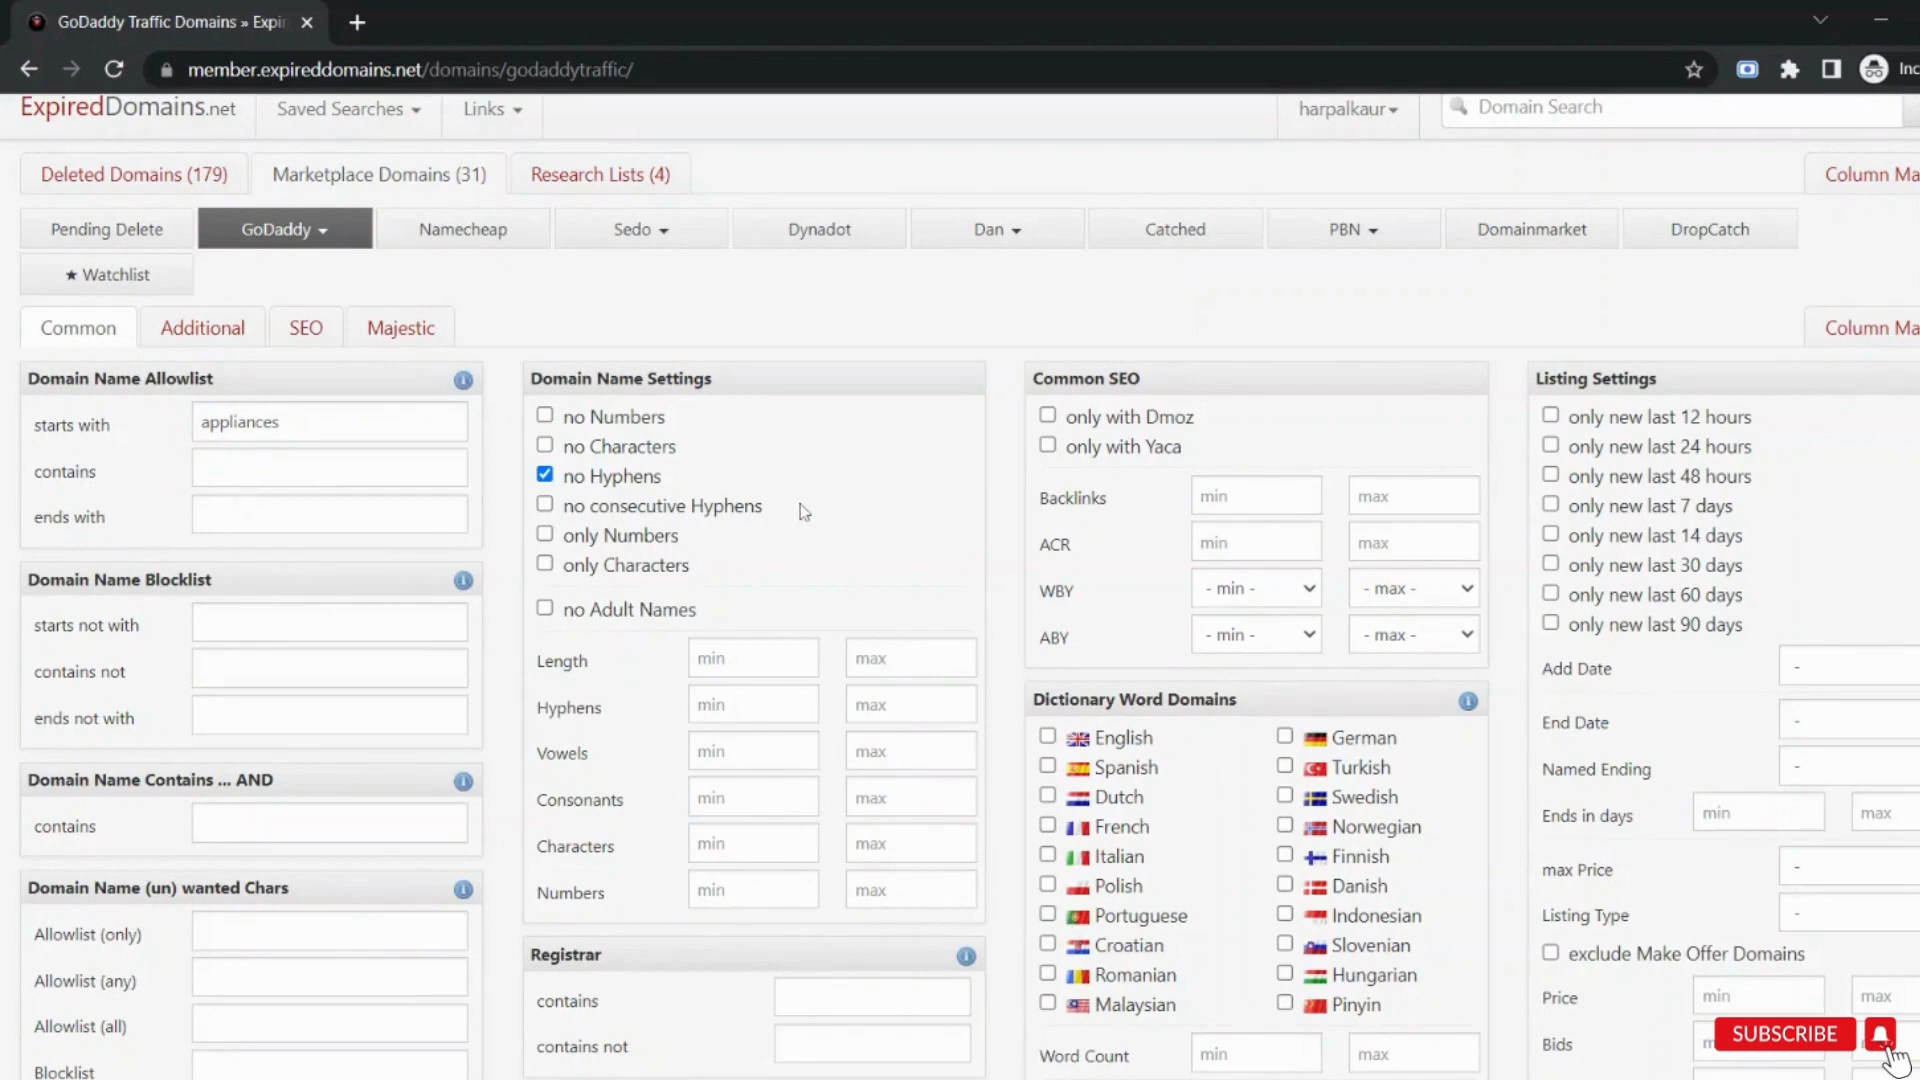 GoDaddy Traffic Domains » Expi
member.expireddomains.net/domains/godaddytraffic/
Inc
ExpiredDomains.net
Saved Searches
Links
harpalkaur
Domain Search
Deleted Domains (179)
Marketplace Domains (31)
Research Lists (4)
Column Ma
Pending Delete
GoDaddy
Namecheap
Sedo
Dynadot
Dan
Catched
PBN
Domainmarket
DropCatch
★ Watchlist
Common
Additional
SEO
Majestic
Column Ma
Domain Name Allowlist
starts with
appliances
contains
ends with
Domain Name Blocklist
starts not with
contains not
ends not with
Domain Name Contains ... AND
contains
Domain Name (un) wanted Chars
Allowlist (only)
Allowlist (any)
Allowlist (all)
Blocklist
Domain Name Settings
no Numbers
no Characters
no Hyphens
no consecutive Hyphens
only Numbers
only Characters
no Adult Names
Length min max
Hyphens min max
Vowels min max
Consonants min max
Characters min max
Numbers min max
Registrar
contains
contains not
Common SEO
only with Dmoz
only with Yaca
Backlinks min max
ACR min max
WBY - min - - max -
ABY - min - - max -
Dictionary Word Domains
English German
Spanish Turkish
Dutch Swedish
French Norwegian
Italian Finnish
Polish Danish
Portuguese Indonesian
Croatian Slovenian
Romanian Hungarian
Malaysian Pinyin
Word Count min max
Listing Settings
only new last 12 hours
only new last 24 hours
only new last 48 hours
only new last 7 days
only new last 14 days
only new last 30 days
only new last 60 days
only new last 90 days
Add Date -
End Date -
Named Ending -
Ends in days min max
max Price -
Listing Type -
exclude Make Offer Domains
Price min max
Bids
SUBSCRIBE